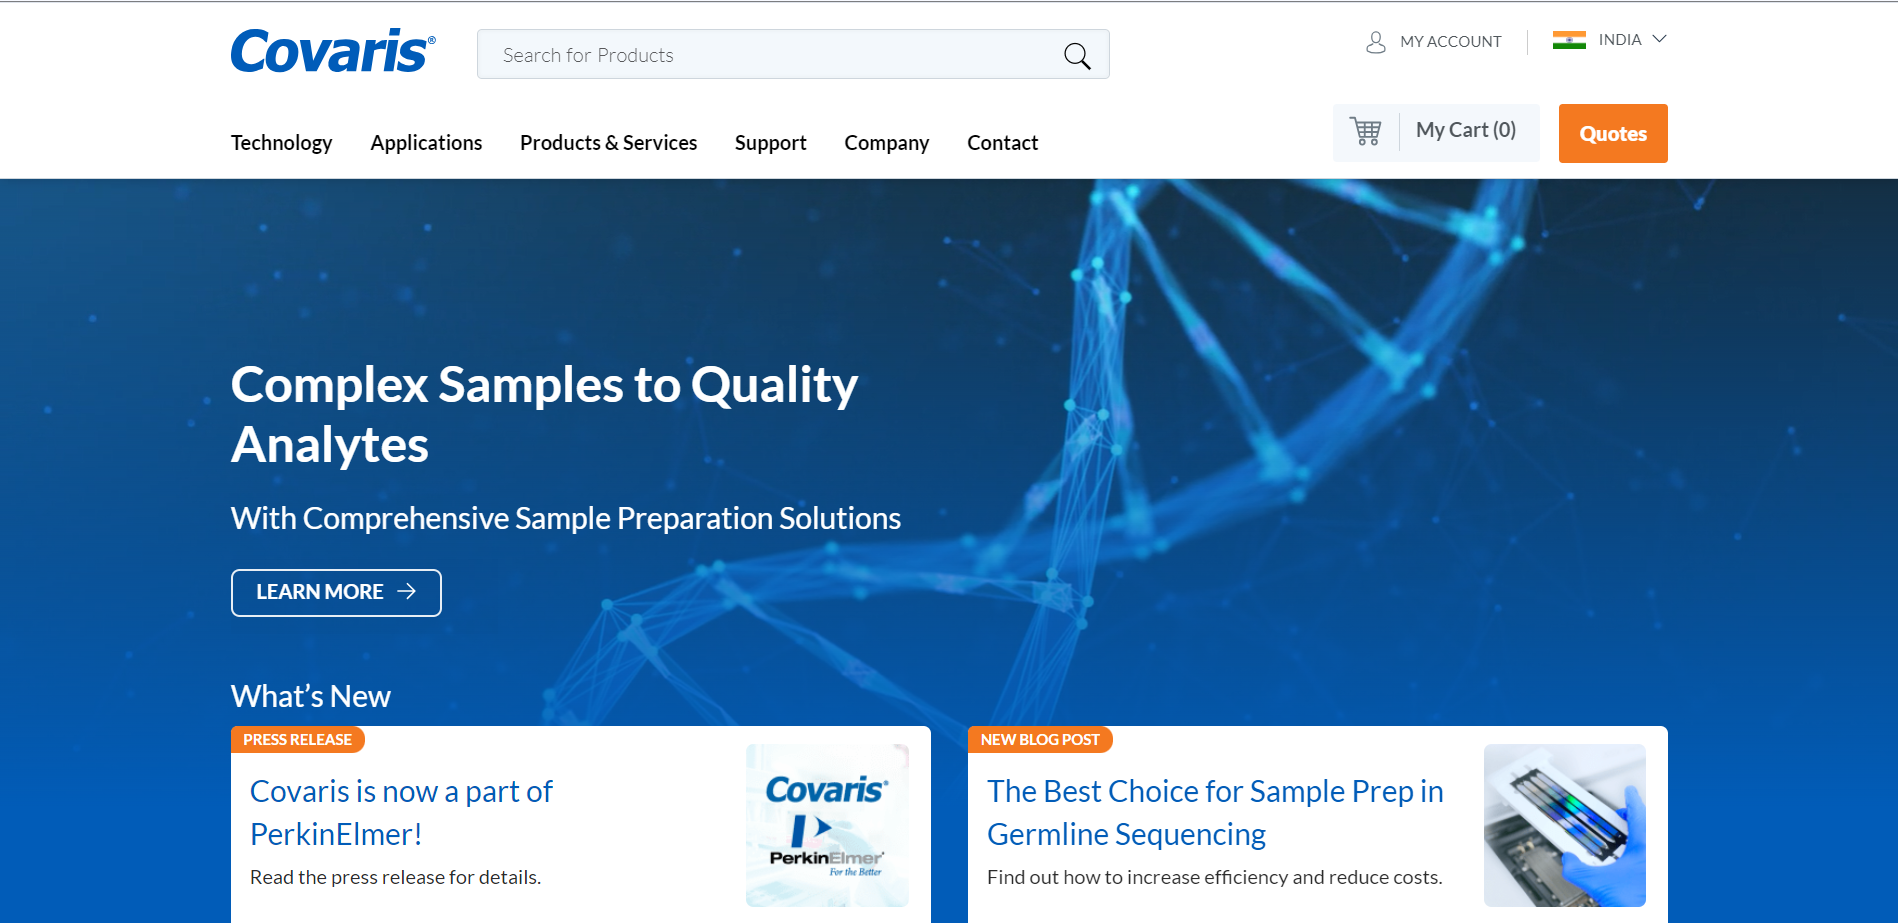 Covaris®
Search for Products
MY ACCOUNT
INDIA
Technology
Applications
Products & Services
Support
Company
Contact
My Cart (0)
Quotes
Complex Samples to Quality
Analytes
With Comprehensive Sample Preparation Solutions
LEARN MORE
What’s New
PRESS RELEASE
Covaris is now a part of
PerkinElmer!
Read the press release for details.
Covaris®
PerkinElmer®
For the Better
NEW BLOG POST
The Best Choice for Sample Prep in
Germline Sequencing
Find out how to increase efficiency and reduce costs.